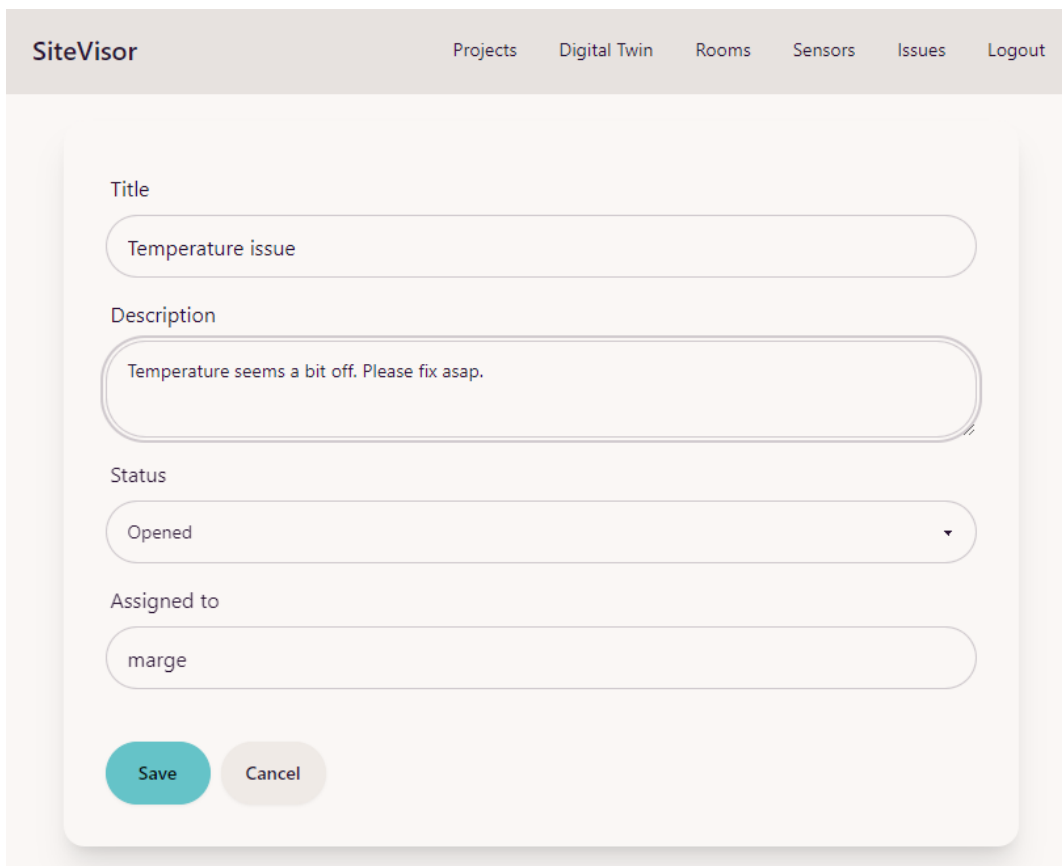 SiteVisor Projects Digital Twin Rooms Sensors Issues Logout
Title
Temperature issue
Description
Temperature seems a bit off. Please fix asap.
Status
Opened
Assigned to
marge
Save Cancel